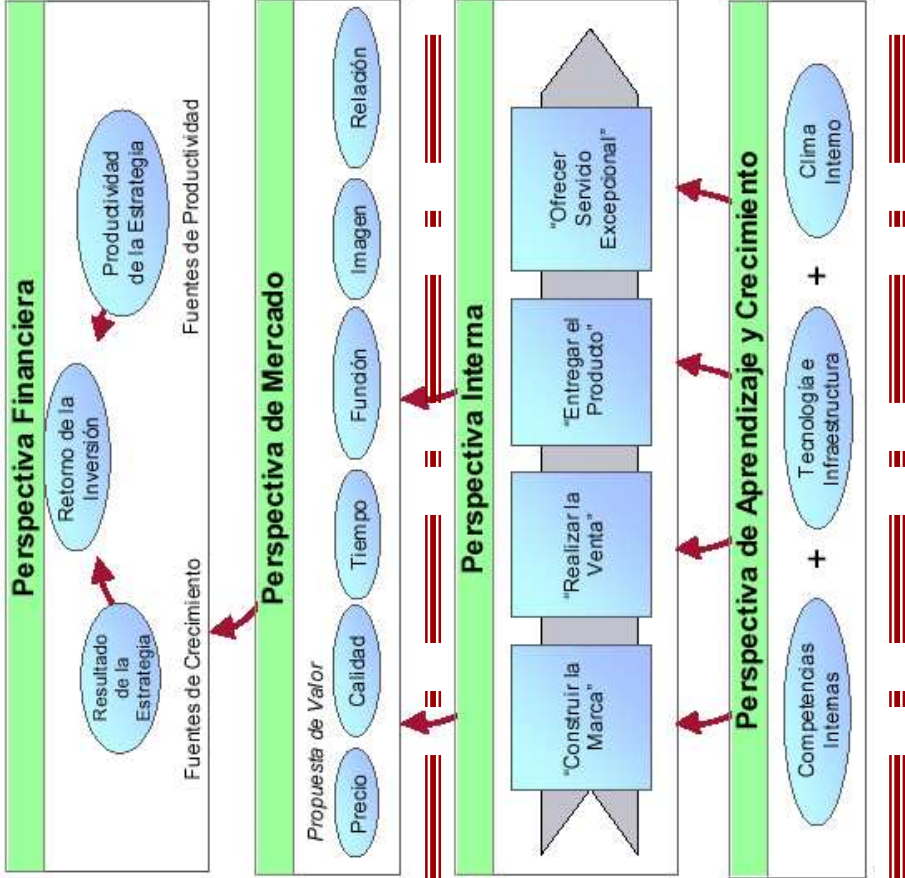 Perspectiva Financiera
Retorno de la
Inversión
Resultado
de la
Estrategia
Productividad
de la Estrategia
Fuentes de Crecimiento
Fuentes de Productividad
Perspectiva de Mercado
Propuesta de Valor
Precio
Calidad
Tiempo
Función
Imagen
Relación
Perspectiva Interna
“Construir la
Marca”
“Realizar la
Venta”
“Entregar el
Producto”
“Ofrecer
Servicio
Excepcional”
Perspectiva de Aprendizaje y Crecimiento
Competencias
Internas
+
Tecnología e
Infraestructura
+
Clima
Interno